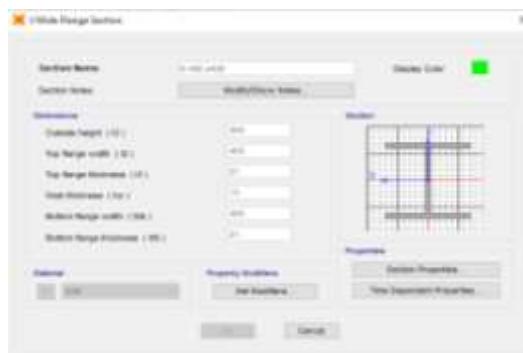 I/Wide Flange Section
Section Name
Display Color
Section Notes
Modify/Show Notes...
Dimensions
Section
Outside height ( t3 )
Top flange width ( t2 )
Top flange thickness ( tf )
Web thickness ( tw )
Bottom flange width ( t2b )
Bottom flange thickness ( tfb )
Properties
Material
Property Modifiers
Section Properties...
Set Modifiers...
Time Dependent Properties...
Cancel